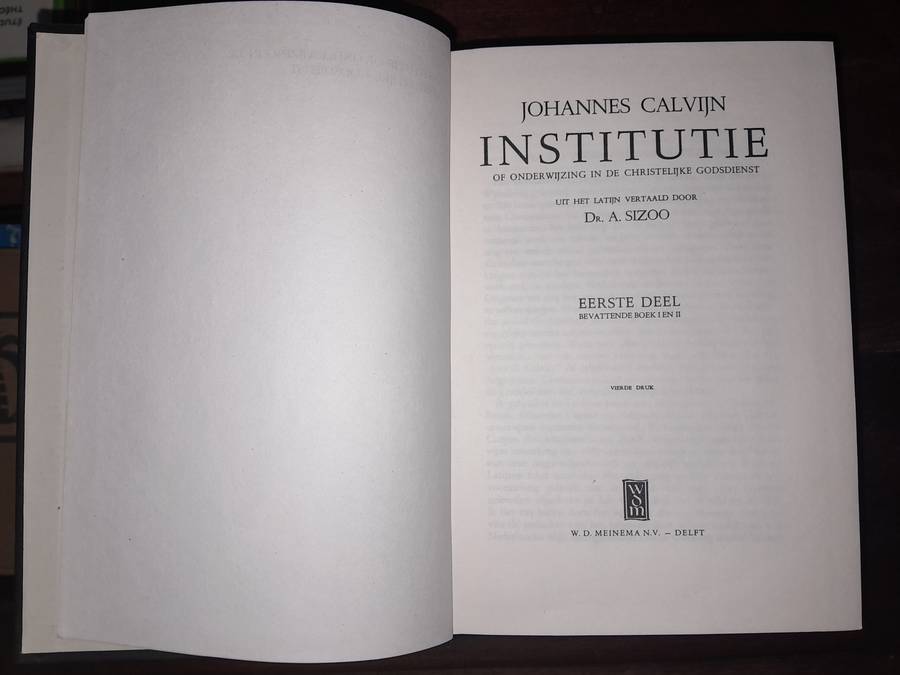 JOHANNES CALVIJN
INSTITUTIE
OF ONDERWIJZING IN DE CHRISTELIJKE GODSDIENST
UIT HET LATIJN VERTAALD DOOR
DR. A. SIZOO
EERSTE DEEL
BEVATTENDE BOEK I EN II
VIERDE DRUK
W
D
M
W. D. MEINEMA N.V. – DELFT